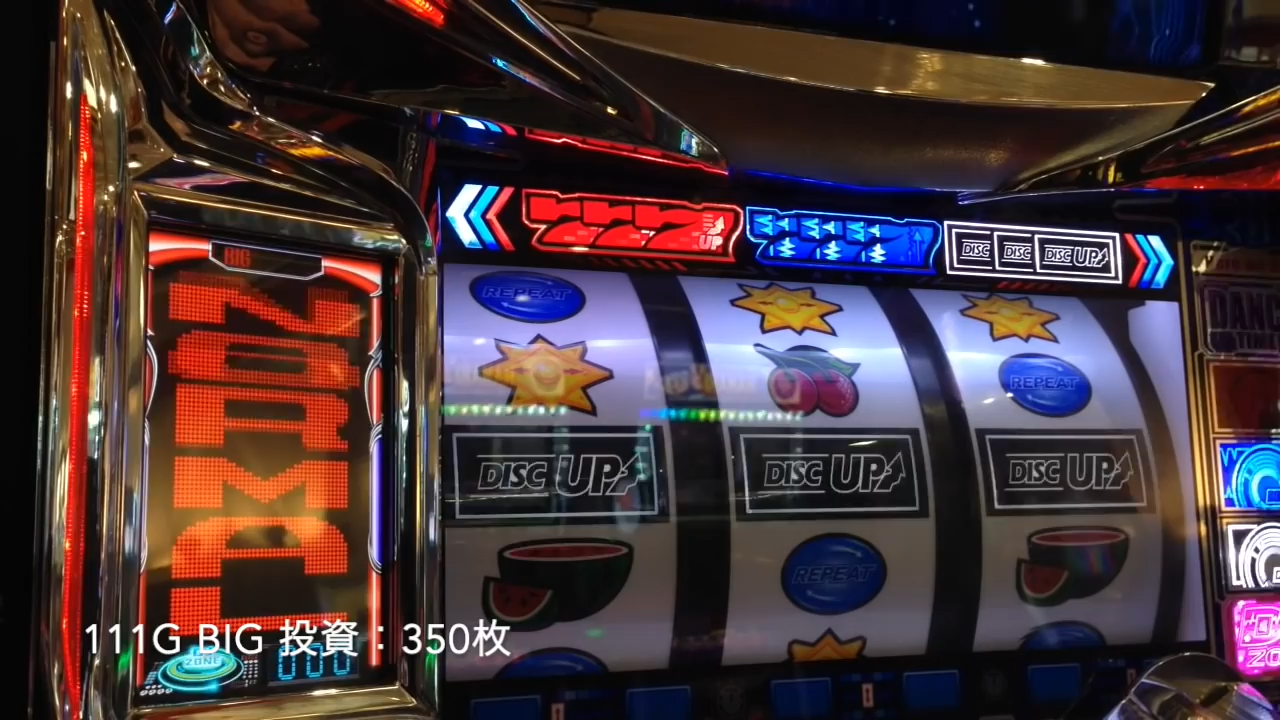 777 UP
DISC DISC DISC UP
BIG
NORMAL
REPEAT
REPEAT
DISC UP DISC UP DISC UP
REPEAT
111G BIG 投資：350枚
ZONE 000